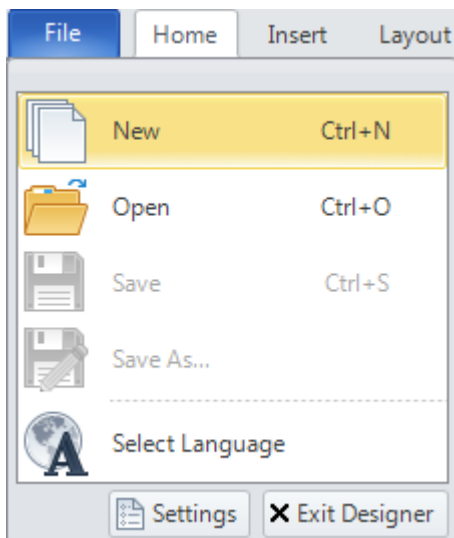 File Home Insert Layout
New Ctrl+N
Open Ctrl+O
Save Ctrl+S
Save As...
Select Language
Settings Exit Designer